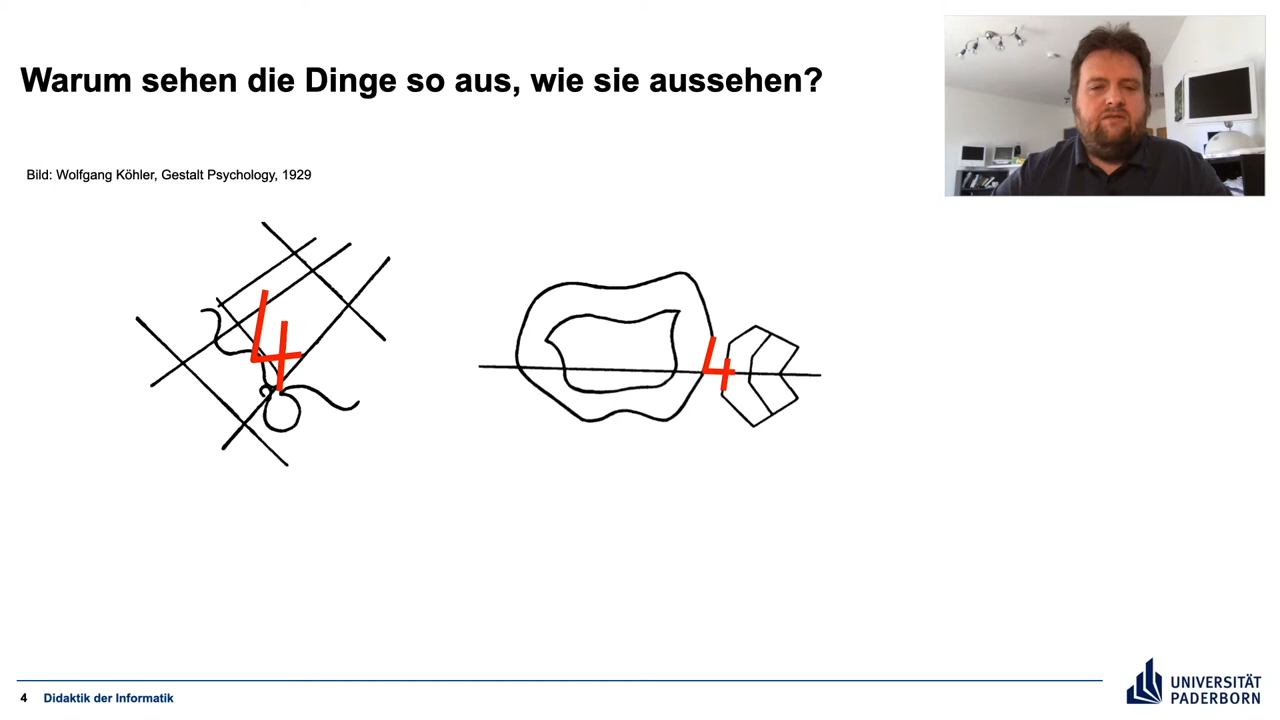 Warum sehen die Dinge so aus, wie sie aussehen?
Bild: Wolfgang Köhler, Gestalt Psychology, 1929
4
4
4 Didaktik der Informatik
UNIVERSITÄT
PADERBORN